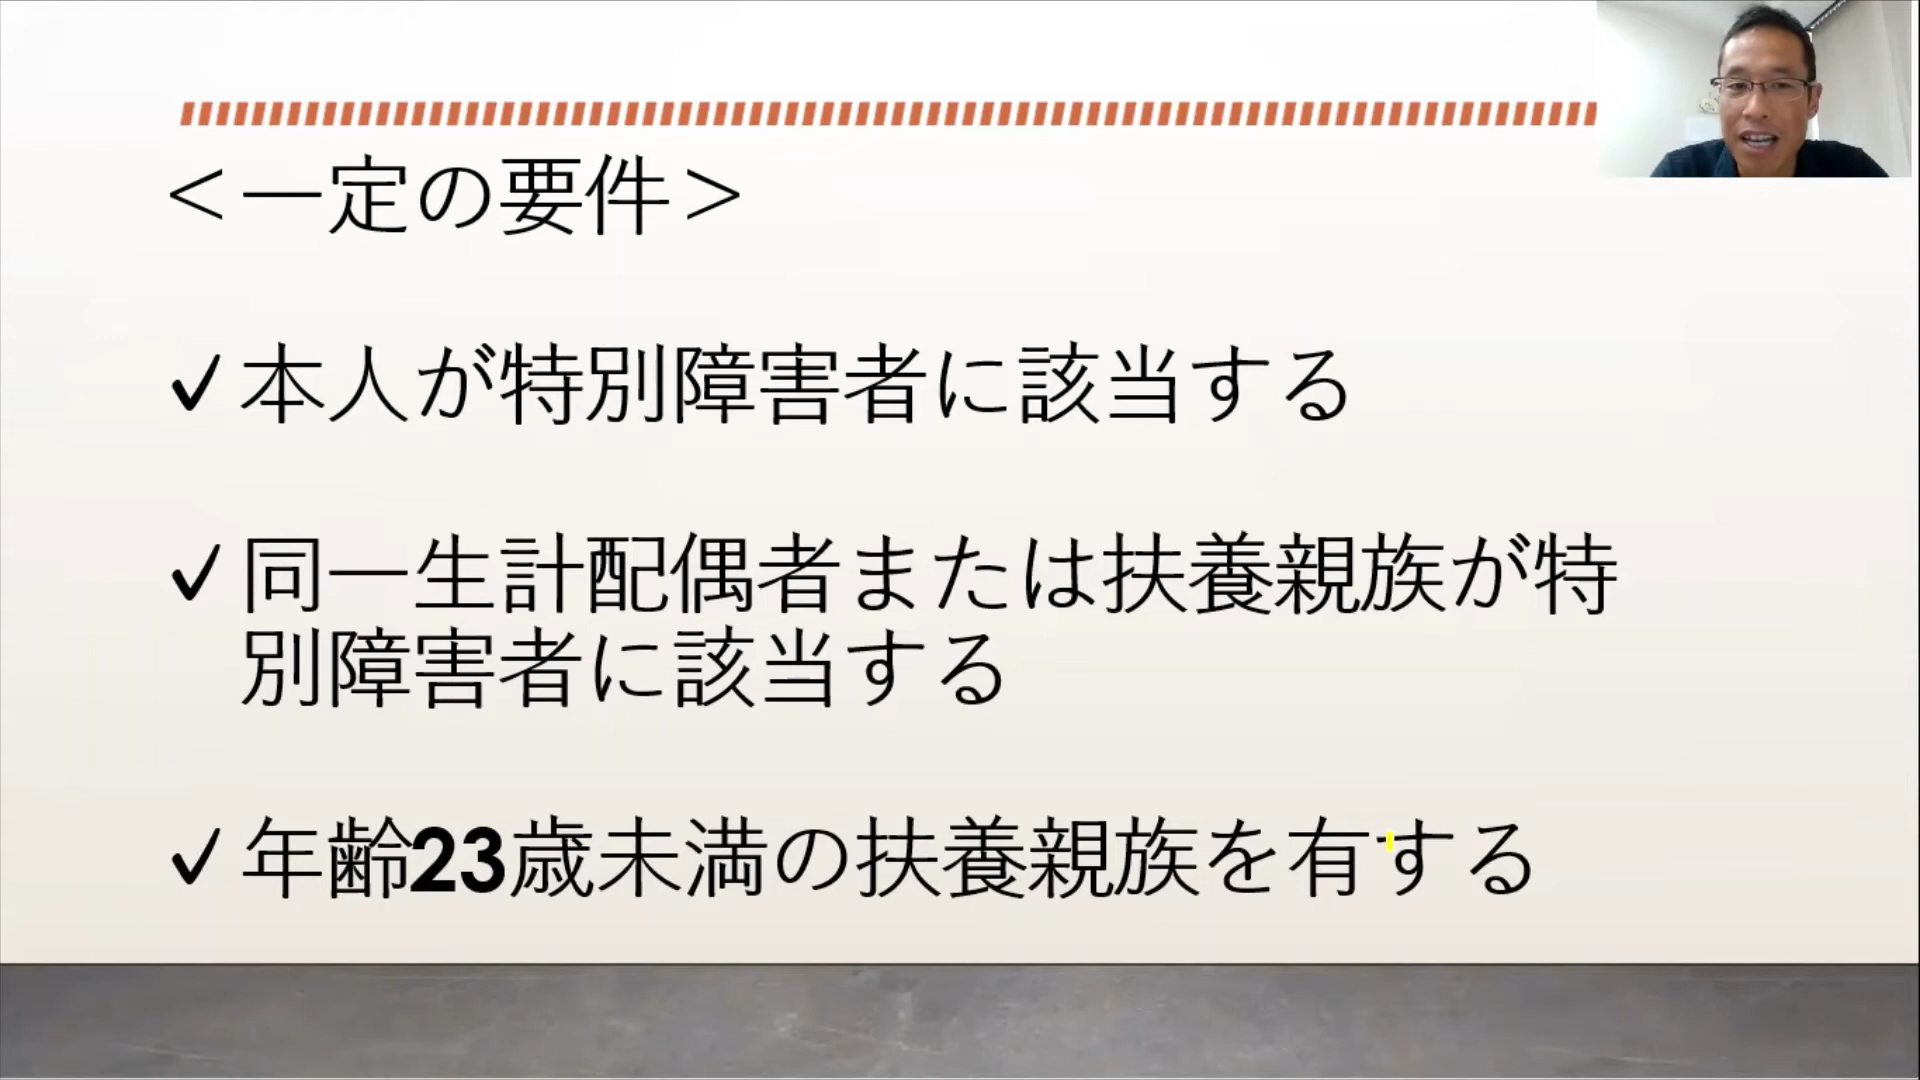 ＜一定の要件＞
✓本人が特別障害者に該当する
✓同一生計配偶者または扶養親族が特
別障害者に該当する
✓年齢23歳未満の扶養親族を有する